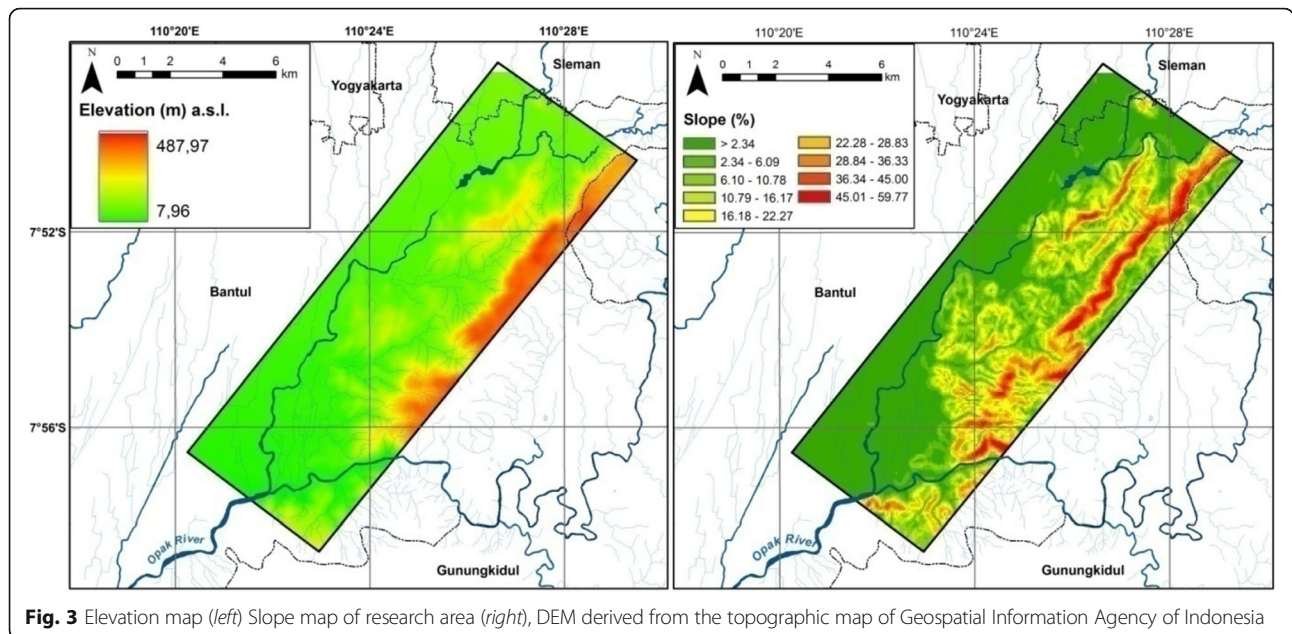 110°20'E 110°24'E 110°28'E
N
0 1 2 4 6
km
Elevation (m) a.s.l.
487,97
7,96
Yogyakarta
Sleman
7°52'S
Bantul
7°56'S
Opak River
Gunungkidul
110°20'E 110°24'E 110°28'E
N
0 1 2 4 6
km
Slope (%)
> 2.34
2.34 - 6.09
6.10 - 10.78
10.79 - 16.17
16.18 - 22.27
22.28 - 28.83
28.84 - 36.33
36.34 - 45.00
45.01 - 59.77
Yogyakarta
Sleman
Bantul
Opak River
Gunungkidul
Fig. 3 Elevation map (left) Slope map of research area (right), DEM derived from the topographic map of Geospatial Information Agency of Indonesia